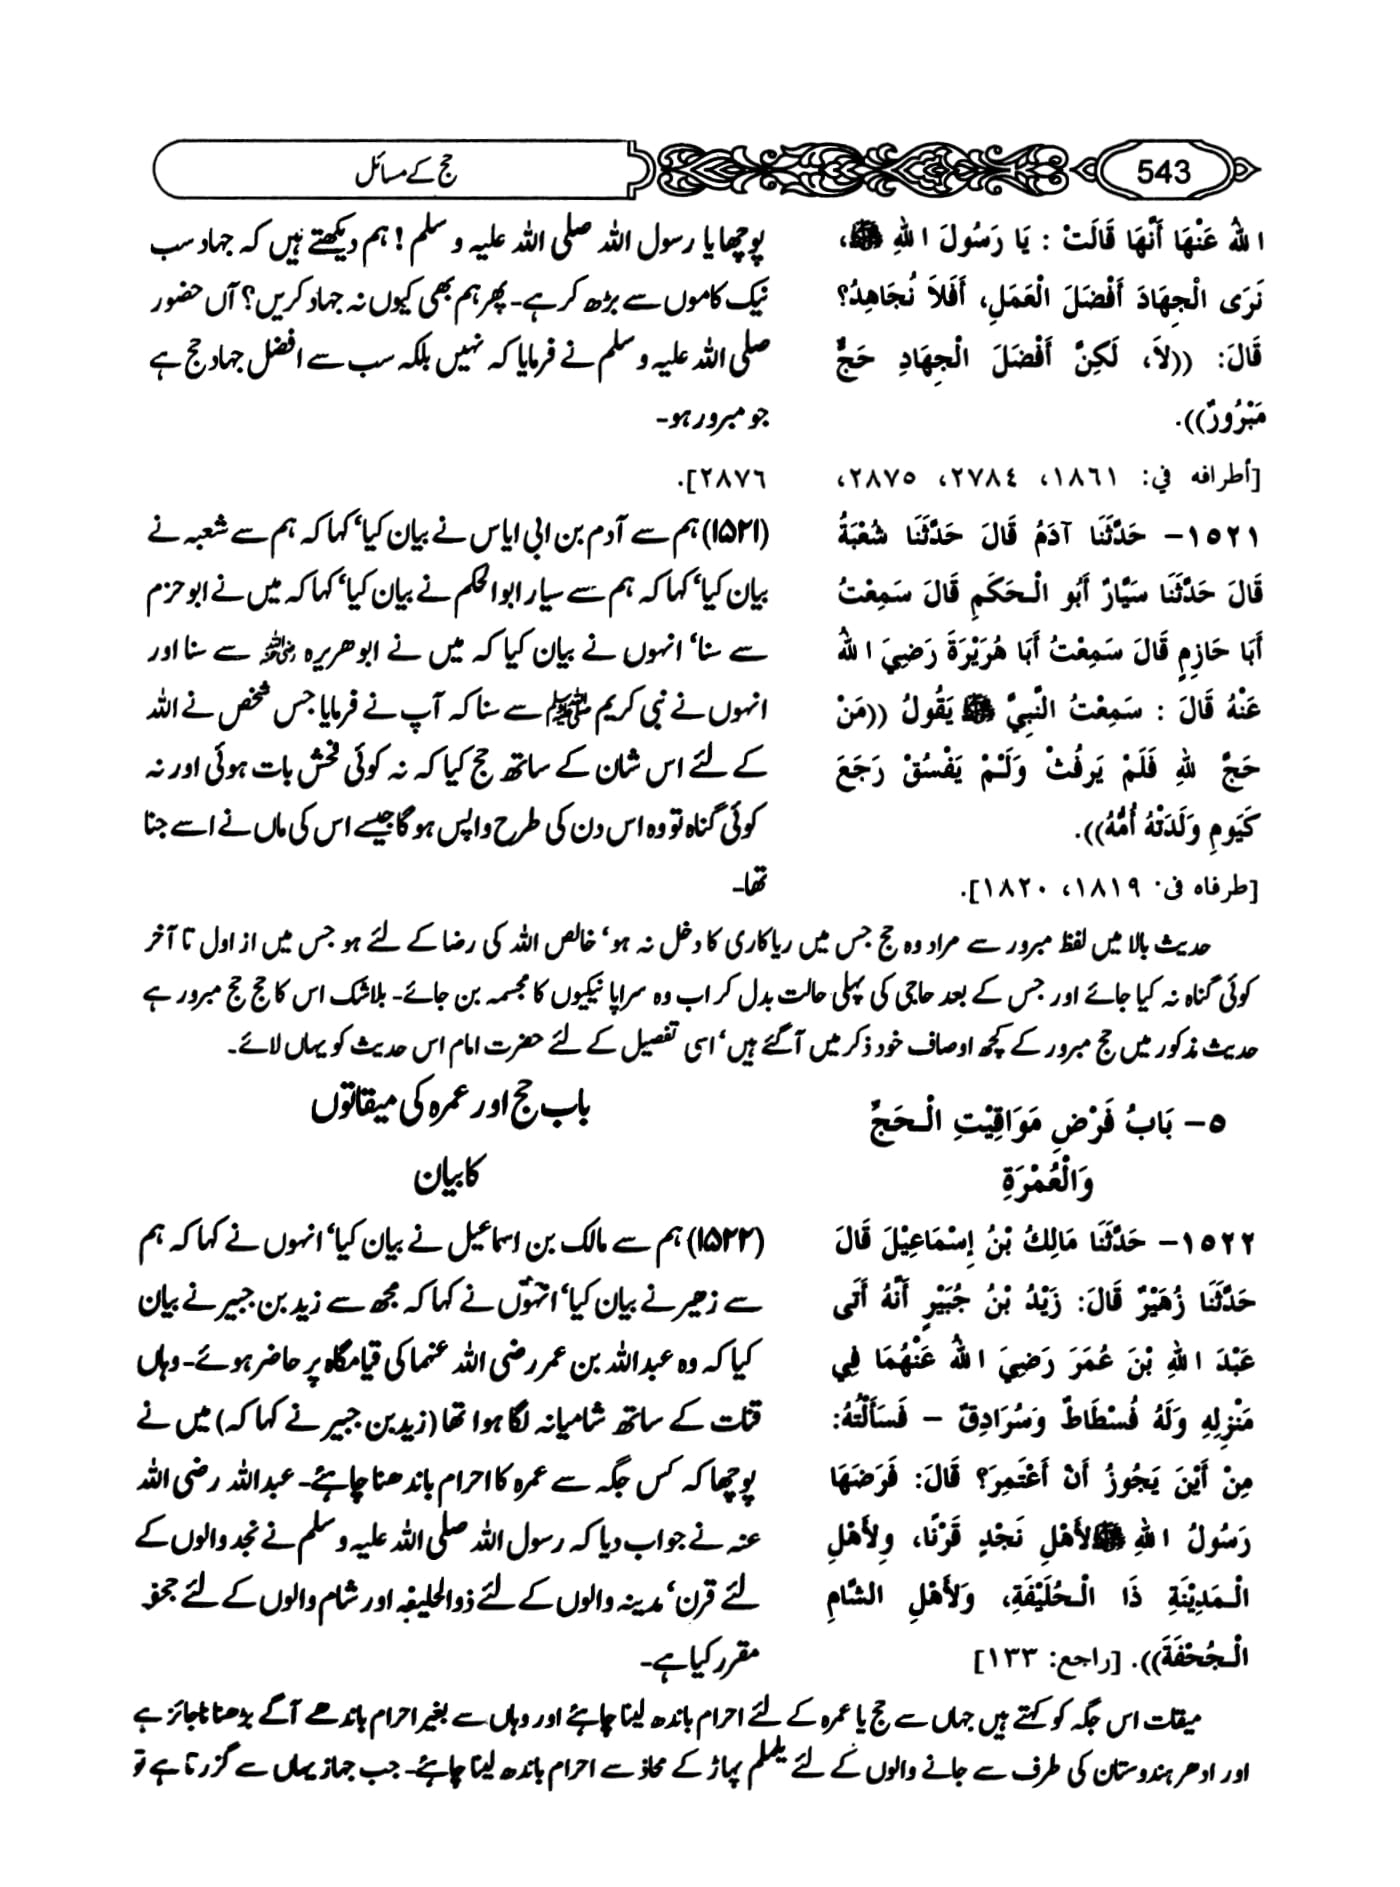 543
حج کے مسائل
اللہُ عَنْهَا أَنَّهَا قَالَتْ : يَا رَسُولَ اللهِ ﷺ،
نَرَى الْجِهَادَ أَفْضَلَ الْعَمَلِ، أَفَلاَ نُجَاهِدُ؟
قَالَ: ((لاَ، لَكِنَّ أَفْضَلَ الْجِهَادِ حَجٌّ
مَبْرُورٌ)).
[أطرافه في: ١٨٦١، ٢٧٨٤، ٢٨٧٥،
٢٨٧٦].
١٥٢١- حَدَّثَنَا آدَمُ قَالَ حَدَّثَنَا شُعْبَةُ
قَالَ حَدَّثَنَا سَيَّارٌ أَبُو الْحَكَمِ قَالَ سَمِعْتُ
أَبَا حَازِمٍ قَالَ سَمِعْتُ أَبَا هُرَيْرَةَ رَضِيَ اللهُ
عَنْهُ قَالَ : سَمِعْتُ النَّبِيَّ ﷺ يَقُولُ ((مَنْ
حَجَّ للهِ فَلَمْ يَرفُثْ وَلَمْ يَفْسُقْ رَجَعَ
كَيَومِ وَلَدَتْهُ أُمُّهُ)).
[طرفاه في: ١٨١٩، ١٨٢٠].
پوچھا یا رسول اللہ صلی اللہ علیہ و سلم ! ہم دیکھتے ہیں کہ جہاد سب
نیک کاموں سے بڑھ کر ہے۔ پھر ہم بھی کیوں نہ جہاد کریں؟ آں حضور
صلی اللہ علیہ و سلم نے فرمایا کہ نہیں بلکہ سب سے افضل جہاد حج ہے
جو مبرور ہو۔
(۱۵۲۱) ہم سے آدم بن ابی ایاس نے بیان کیا‘ کہا کہ ہم سے شعبہ نے
بیان کیا‘ کہا کہ ہم سے سیار ابوالحکم نے بیان کیا‘ کہا کہ میں نے ابوحزم
سے سنا‘ انہوں نے بیان کیا کہ میں نے ابوھریرہ رضی اللہ عنہ سے سنا اور
انہوں نے نبی کریم ﷺ سے سنا کہ آپ نے فرمایا جس شخص نے اللہ
کے لئے اس شان کے ساتھ حج کیا کہ نہ کوئی فحش بات ہوئی اور نہ
کوئی گناہ تو وہ اس دن کی طرح واپس ہو گا جیسے اس کی ماں نے اسے جنا
تھا۔
حدیث بالا میں لفظ مبرور سے مراد وہ حج جس میں ریاکاری کا دخل نہ ہو‘ خالص اللہ کی رضا کے لئے ہو جس میں از اول تا آخر
کوئی گناہ نہ کیا جائے اور جس کے بعد حاجی کی پہلی حالت بدل کر اب وہ سراپا نیکیوں کا مجسمہ بن جائے۔ بلاشک اس کا حج حج مبرور ہے
حدیث مذکور میں حج مبرور کے کچھ اوصاف خود ذکر میں آگئے ہیں‘ اسی تفصیل کے لئے حضرت امام اس حدیث کو یہاں لائے۔
٥- بَابُ فَرْضِ مَوَاقِيْتِ الْحَجِّ
وَالْعُمْرَةِ
باب حج اور عمرہ کی میقاتوں
کا بیان
١٥٢٢- حَدَّثَنَا مَالِكُ بْنُ إِسْمَاعِيْلَ قَالَ
حَدَّثَنَا زُهَيْرٌ قَالَ: زَيْدُ بْنُ جُبَيْرٍ أَنَّهُ أَتَى
عَبْدَ اللهِ بْنَ عُمَرَ رَضِيَ اللهُ عَنْهُمَا فِي
مَنْزِلِهِ وَلَهُ فُسْطَاطٌ وَسُرَادِقٌ – فَسَأَلْتُهُ:
مِنْ أَيْنَ يَجُوزُ أَنْ أَعْتَمِرَ؟ قَالَ: فَرَضَهَا
رَسُولُ اللهِ ﷺ لأَهْلِ نَجْدٍ قَرْنًا، وَلأَهْلِ
الْمَدِيْنَةِ ذَا الْحُلَيْفَةِ، وَلأَهْلِ الشَّامِ
الْجُحْفَةَ)). [راجع: ١٣٣]
(۱۵۲۲) ہم سے مالک بن اسماعیل نے بیان کیا‘ انہوں نے کہا کہ ہم
سے زھیر نے بیان کیا‘ انہوں نے کہا کہ مجھ سے زید بن جبیر نے بیان
کیا کہ وہ عبداللہ بن عمر رضی اللہ عنہما کی قیامگاہ پر حاضر ہوئے۔ وہاں
قنات کے ساتھ شامیانہ لگا ہوا تھا (زید بن جبیر نے کہا کہ) میں نے
پوچھا کہ کس جگہ سے عمرہ کا احرام باندھنا چاہئے۔ عبداللہ رضی اللہ
عنہ نے جواب دیا کہ رسول اللہ صلی اللہ علیہ و سلم نے نجد والوں کے
لئے قرن‘ مدینہ والوں کے لئے ذوالحلیفہ اور شام والوں کے لئے جحفہ
مقرر کیا ہے۔
میقات اس جگہ کو کہتے ہیں جہاں سے حج یا عمرہ کے لئے احرام باندھ لینا چاہئے اور وہاں سے بغیر احرام باندھے آگے بڑھنا ناجائز ہے
اور ادھر ہندوستان کی طرف سے جانے والوں کے لئے یلملم پہاڑ کے محاذ سے احرام باندھ لینا چاہئے۔ جب جہاز یہاں سے گزرتا ہے تو